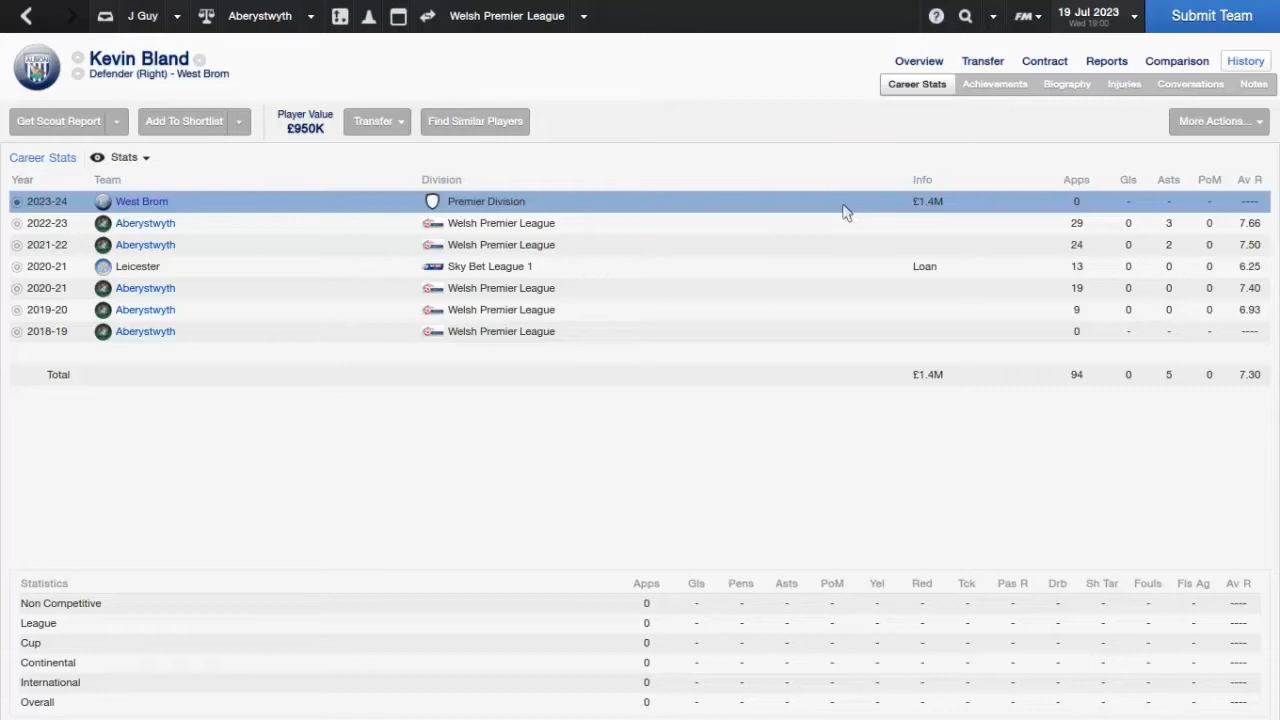 J Guy Aberystwyth Welsh Premier League FM 19 Jul 2023 Submit Team
Wed 19:00
Kevin Bland
Defender (Right) - West Brom
Overview Transfer Contract Reports Comparison History
Career Stats Achievements Biography Injuries Conversations Notes
Get Scout Report Add To Shortlist Player Value £950K Transfer Find Similar Players More Actions...
Career Stats Stats
Year Team Division Info Apps Gls Asts PoM Av R
2023-24 West Brom Premier Division £1.4M 0 - - - ----
2022-23 Aberystwyth Welsh Premier League 29 0 3 0 7.66
2021-22 Aberystwyth Welsh Premier League 24 0 2 0 7.50
2020-21 Leicester Sky Bet League 1 Loan 13 0 0 0 6.25
2020-21 Aberystwyth Welsh Premier League 19 0 0 0 7.40
2019-20 Aberystwyth Welsh Premier League 9 0 0 0 6.93
2018-19 Aberystwyth Welsh Premier League 0 - - - ----
Total £1.4M 94 0 5 0 7.30
Statistics Apps Gls Pens Asts PoM Yel Red Tck Pas R Drb Sh Tar Fouls Fls Ag Av R
Non Competitive 0 - - - - - - - - - - - - ----
League 0 - - - - - - - - - - - - ----
Cup 0 - - - - - - - - - - - - ----
Continental 0 - - - - - - - - - - - - ----
International 0 - - - - - - - - - - - - ----
Overall 0 - - - - - - - - - - - - ----